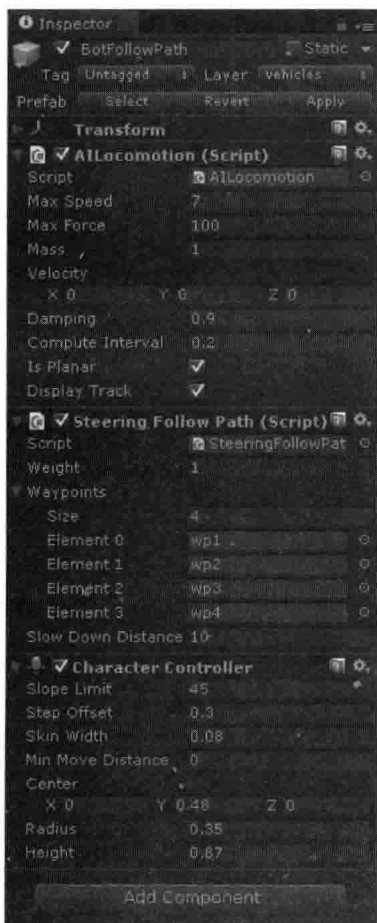 Inspector
BotFollowPath Static
Tag Untagged Layer vehicles
Prefab Select Revert Apply
Transform
AILocomotion (Script)
Script AILocomotion
Max Speed 7
Max Force 100
Mass 1
Velocity
X 0 Y 0 Z 0
Damping 0.9
Compute Interval 0.2
Is Planar
Display Track
Steering Follow Path (Script)
Script SteeringFollowPat
Weight 1
Waypoints
Size 4
Element 0 wp1
Element 1 wp2
Element 2 wp3
Element 3 wp4
Slow Down Distance 10
Character Controller
Slope Limit 45
Step Offset 0.3
Skin Width 0.08
Min Move Distance 0
Center
X 0 Y 0.48 Z 0
Radius 0.35
Height 0.87
Add Component